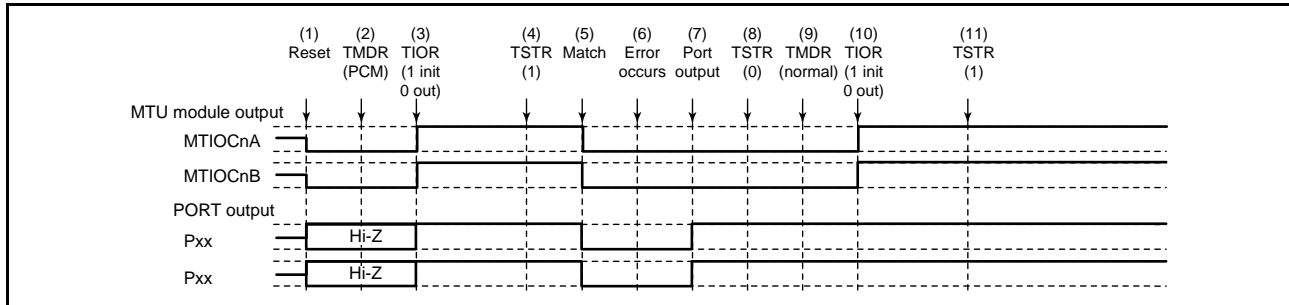 (1) (2) (3) (4) (5) (6) (7) (8) (9) (10) (11)
Reset TMDR TIOR TSTR Match Error Port TSTR TMDR TIOR TSTR
(PCM) (1 init (1) occurs output (0) (normal) (1 init (1)
0 out) 0 out)
MTU module output
MTIOCnA
MTIOCnB
PORT output
Pxx Hi-Z
Pxx Hi-Z